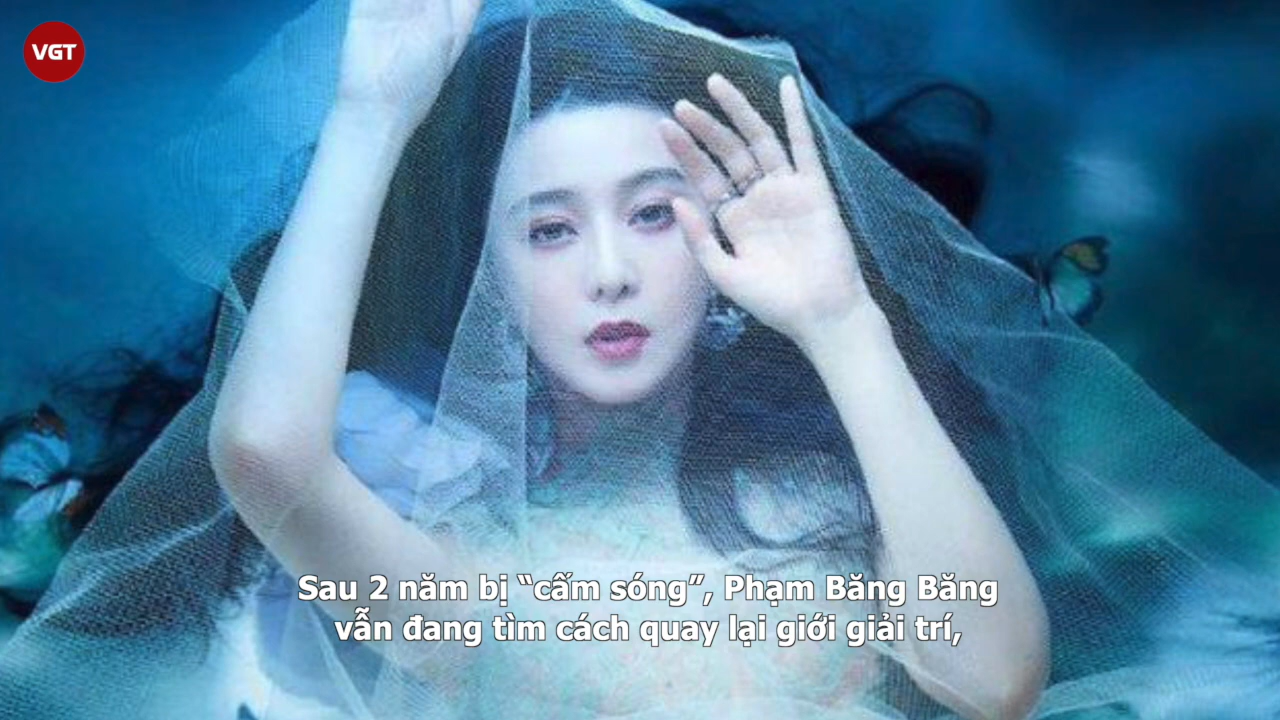 VGT
Sau 2 năm bị “cấm sóng”, Phạm Băng Băng
vẫn đang tìm cách quay lại giới giải trí,